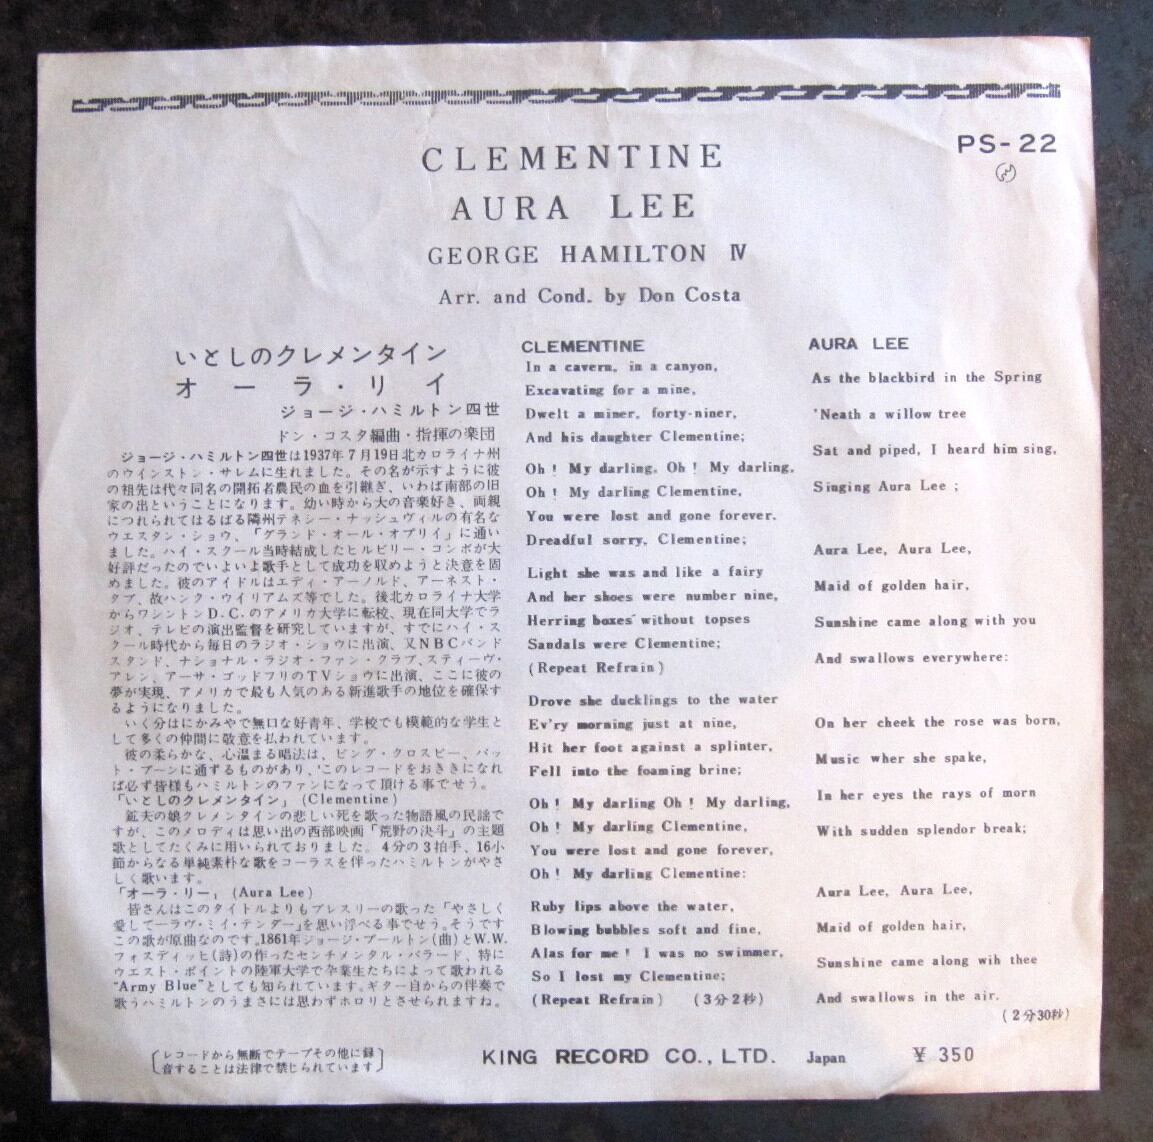 PS-22
CLEMENTINE
AURA LEE
GEORGE HAMILTON Ⅳ
Arr. and Cond. by Don Costa
いとしのクレメンタイン
オーラ・リイ
ジョージ・ハミルトン四世
ドン・コスタ編曲・指揮の楽団
ジョージ・ハミルトン四世は1937年7月19日北カロライナ州
のウインストン・サレムに生れました。その名が示すように彼
の祖先は代々同名の開拓者農民の血を引継ぎ、いわば南部の旧
家の出ということになります。幼い時から大の音楽好き、両親
につれられてはるばる隣州テネシー・ナッシュヴィルの有名な
ウエスタン・ショウ、「グランド・オール・オプリイ」に通い
ました。ハイ・スクール当時結成したヒルビリー・コンボが大
好評だったのでいよいよ歌手として成功を収めようと決意を固
めました。彼のアイドルはエディ・アーノルド、アーネスト・
タブ、故ハンク・ウイリアムズ等でした。後北カロライナ大学
からワシントンD.C.のアメリカ大学に転校、現在同大学でラ
ジオ、テレビの演出監督を研究していますが、すでにハイ・ス
クール時代から毎日のラジオ・ショウに出演、又NBCバンド
スタンド、ナショナル・ラジオ・ファン・クラブ、スティーヴ・
アレン、アーサ・ゴッドフリのTVショウに出演、ここに彼の
夢が実現、アメリカで最も人気のある新進歌手の地位を確保す
るようになりました。
いく分はにかみやで無口な好青年、学校でも模範的な学生と
して多くの仲間に敬意を払われています。
彼の柔らかな、心温まる唱法は、ビング・クロスビー、パッ
ト・ブーンに通ずるものがあり、このレコードをおききになれ
ば必ず皆様もハミルトンのファンになって頂ける事でせう。
「いとしのクレメンタイン」(Clementine)
鉱夫の娘クレメンタインの悲しい死を歌った物語風の民謡で
すが、このメロディは思い出の西部映画「荒野の決斗」の主題
歌としてたくみに用いられておりました。4分の3拍手、16小
節からなる単純素朴な歌をコーラスを伴ったハミルトンがやさ
しく歌います。
「オーラ・リー」(Aura Lee)
皆さんはこのタイトルよりもプレスリーの歌った「やさしく
愛してーラヴ・ミイ・テンダー」を思い浮べる事でせう。そうです
この歌が原曲なのです。1861年ジョージ・プールトン(曲)とW.W.
フォスディッヒ(詩)の作ったセンチメンタル・バラード、特に
ウエスト・ポイントの陸軍大学で卒業生たちによって歌われる
“Army Blue”としても知られています。ギター自からの伴奏で
歌うハミルトンのうまさには思わずホロリとさせられますね。
CLEMENTINE
In a cavern, in a canyon,
Excavating for a mine,
Dwelt a miner, forty-niner,
And his daughter Clementine;
Oh! My darling, Oh! My darling,
Oh! My darling Clementine,
You were lost and gone forever.
Dreadful sorry, Clementine;
Light she was and like a fairy
And her shoes were number nine,
Herring boxes without topses
Sandals were Clementine;
(Repeat Refrain)
Drove she ducklings to the water
Ev'ry morning just at nine,
Hit her foot against a splinter,
Fell into the foaming brine;
Oh! My darling Oh! My darling,
Oh! My darling Clementine,
You were lost and gone forever,
Oh! My darling Clementine:
Ruby lips above the water,
Blowing bubbles soft and fine,
Alas for me! I was no swimmer,
So I lost my Clementine;
(Repeat Refrain) (3分2秒)
AURA LEE
As the blackbird in the Spring
'Neath a willow tree
Sat and piped, I heard him sing,
Singing Aura Lee ;
Aura Lee, Aura Lee,
Maid of golden hair,
Sunshine came along with you
And swallows everywhere:
On her cheek the rose was born,
Music wher she spake,
In her eyes the rays of morn
With sudden splendor break;
Aura Lee, Aura Lee,
Maid of golden hair,
Sunshine came along wih thee
And swallows in the air.
(2分30秒)
レコードから無断でテープその他に録
音することは法律で禁じられています
KING RECORD CO., LTD. Japan ¥ 350